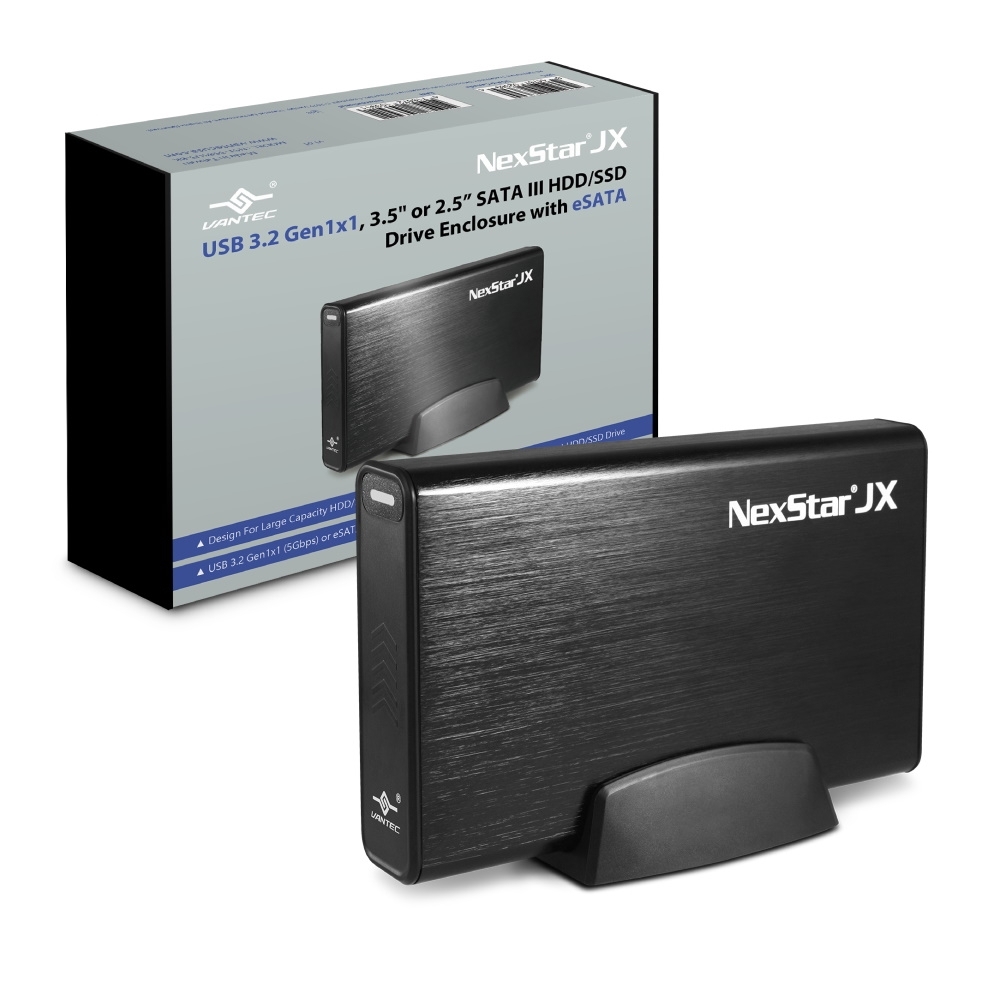 NexStar® JX
VANTEC®
USB 3.2 Gen1x1, 3.5" or 2.5” SATA III HDD/SSD
Drive Enclosure with eSATA
NexStar® JX
VANTEC
▲ Design For Large Capacity HDD/
HDD/SSD Drive
▲ USB 3.2 Gen1x1 (5Gbps) or eSATA
NexStar® JX
VANTEC®